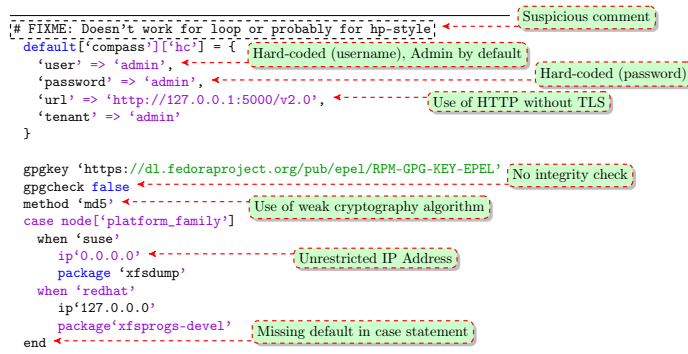 Suspicious comment
# FIXME: Doesn't work for loop or probably for hp-style
default[‘compass’][‘hc’] = {
Hard-coded (username), Admin by default
‘user’ => ‘admin’,
Hard-coded (password)
‘password’ => ‘admin’,
‘url’ => ‘http://127.0.0.1:5000/v2.0’,
Use of HTTP without TLS
‘tenant’ => ‘admin’
}
gpgkey ‘https://dl.fedoraproject.org/pub/epel/RPM-GPG-KEY-EPEL’
No integrity check
gpgcheck false
method ‘md5’
Use of weak cryptography algorithm
case node[‘platform_family’]
when ‘suse’
ip‘0.0.0.0’
Unrestricted IP Address
package ‘xfsdump’
when ‘redhat’
ip‘127.0.0.0’
package‘xfsprogs-devel’
Missing default in case statement
end